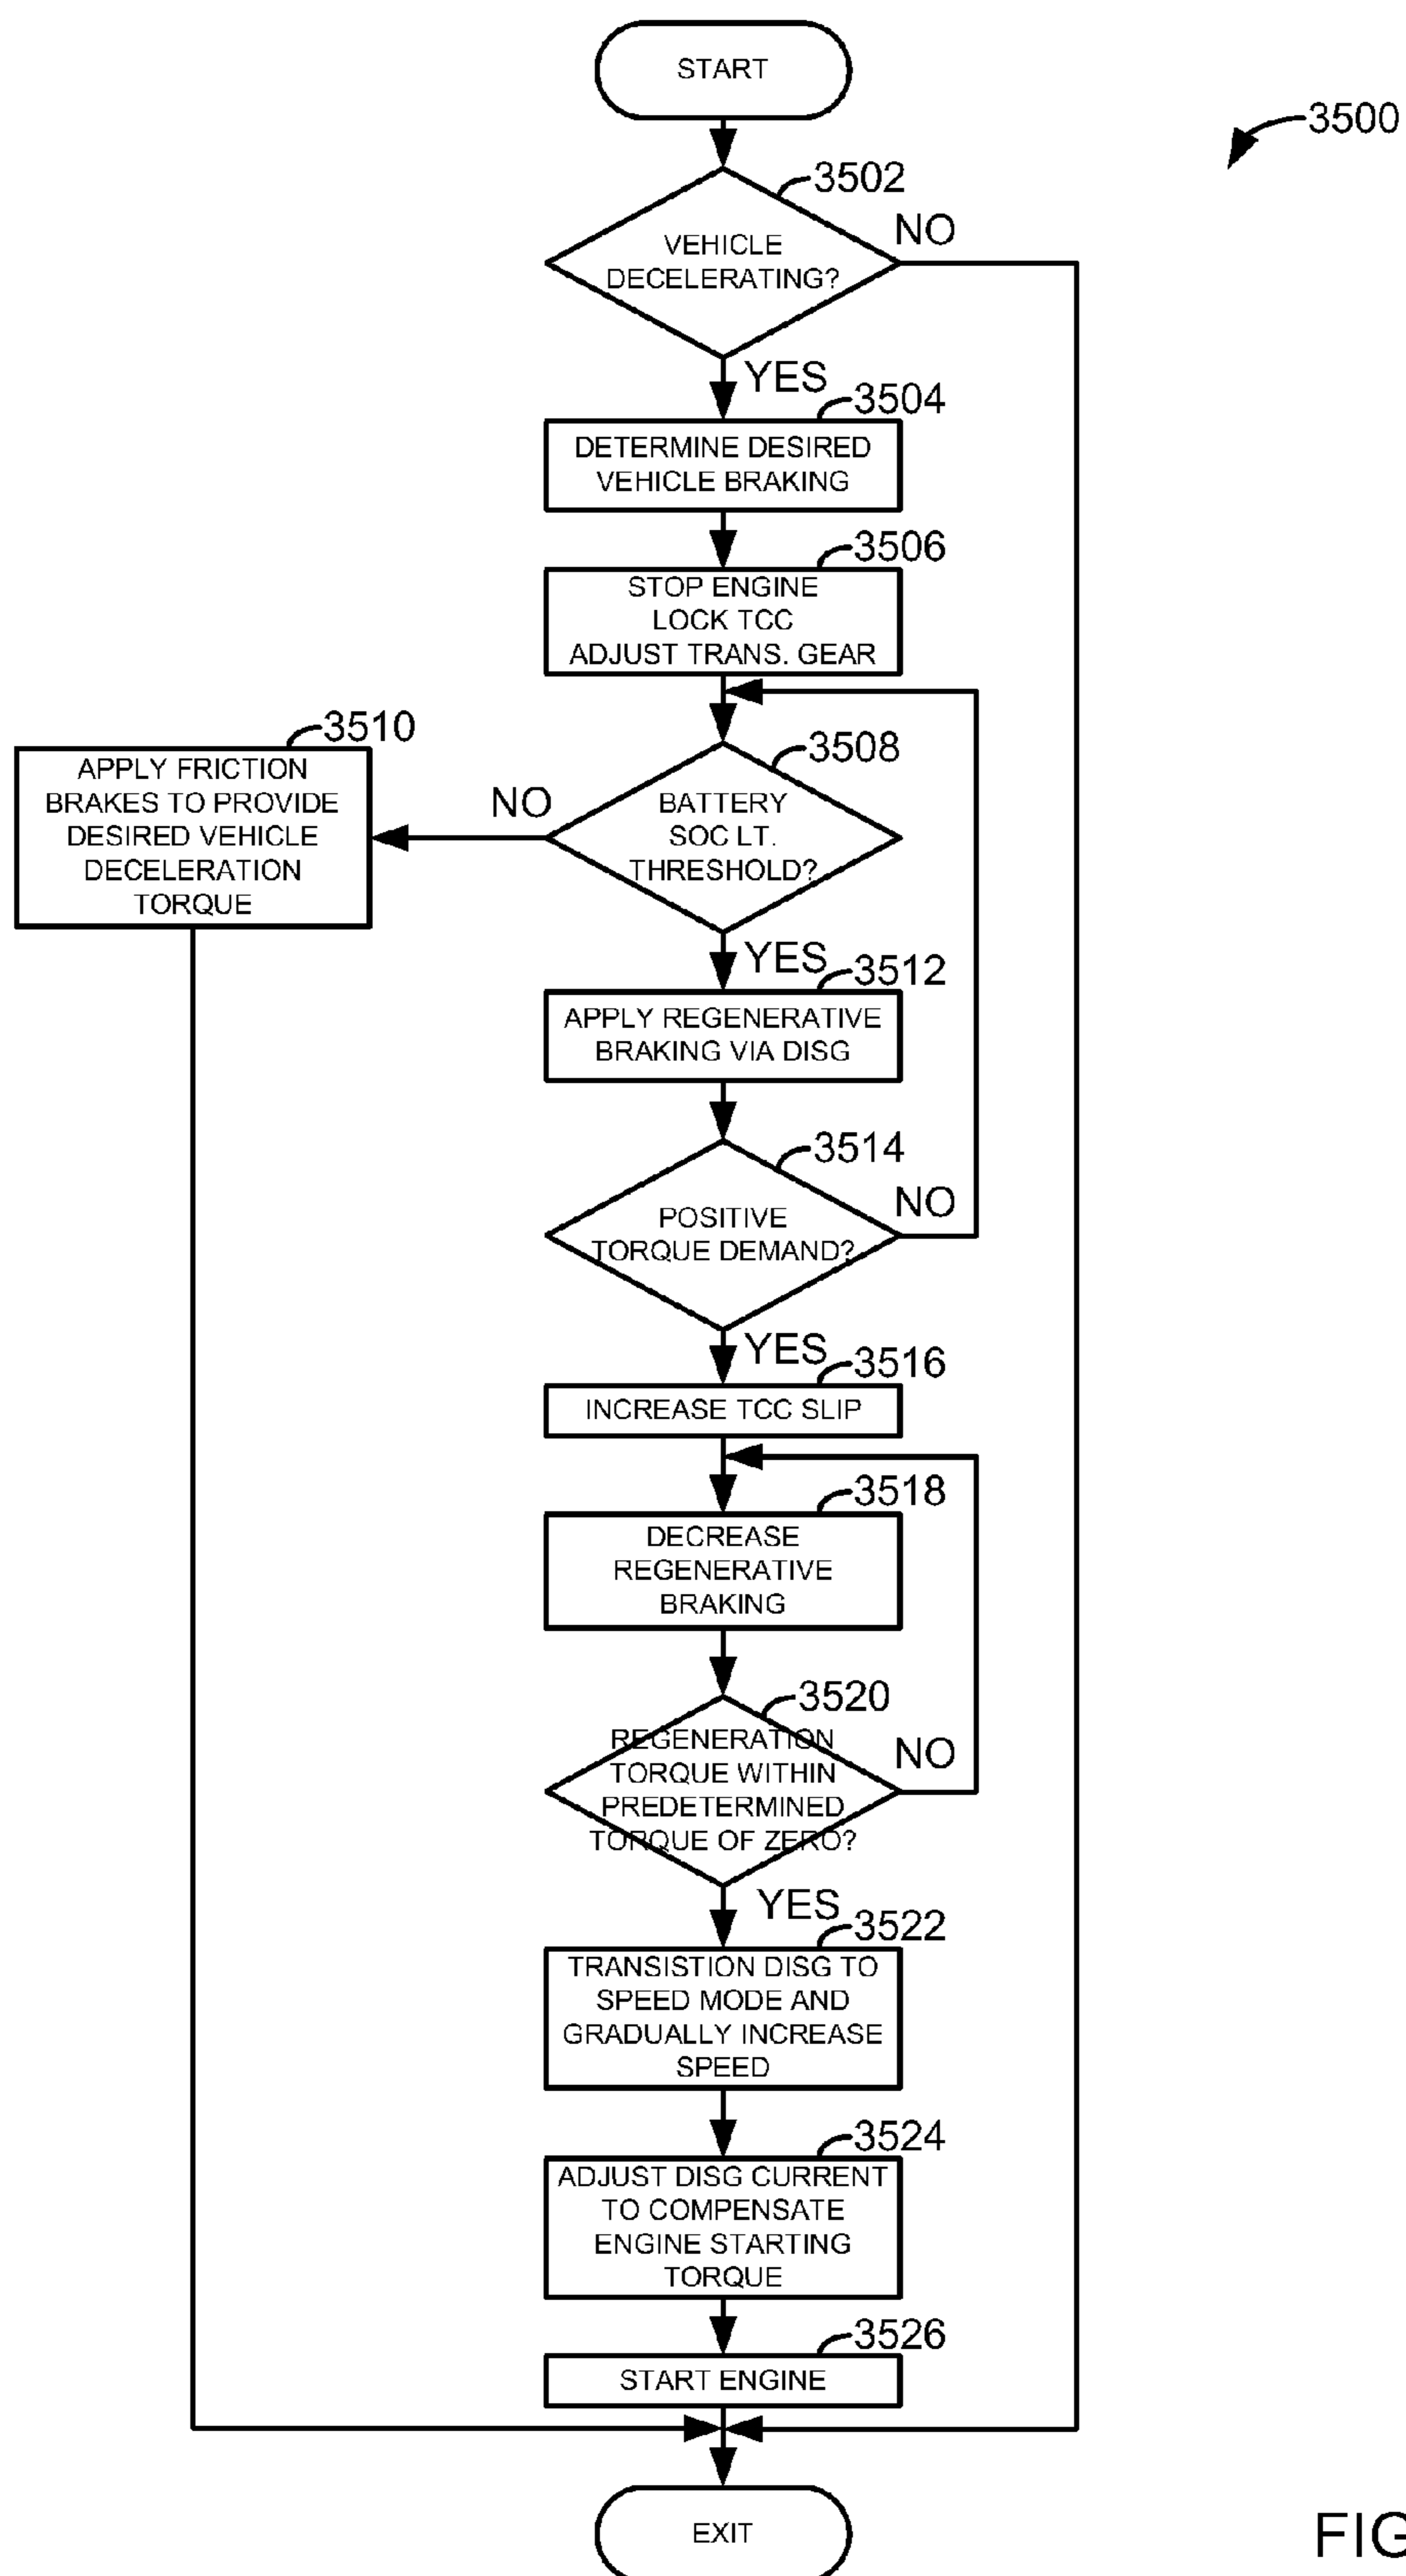 START
3500
3502
NO
VEHICLE
DECELERATING?
YES
3504
DETERMINE DESIRED
VEHICLE BRAKING
3506
STOP ENGINE
LOCK TCC
ADJUST TRANS. GEAR
3510
APPLY FRICTION
BRAKES TO PROVIDE
DESIRED VEHICLE
DECELERATION
TORQUE
NO
3508
BATTERY
SOC LT.
THRESHOLD?
YES
3512
APPLY REGENERATIVE
BRAKING VIA DISG
3514
NO
POSITIVE
TORQUE DEMAND?
YES
3516
INCREASE TCC SLIP
3518
DECREASE
REGENERATIVE
BRAKING
3520
NO
REGENERATION
TORQUE WITHIN
PREDETERMINED
TORQUE OF ZERO?
YES
3522
TRANSISTION DISG TO
SPEED MODE AND
GRADUALLY INCREASE
SPEED
3524
ADJUST DISG CURRENT
TO COMPENSATE
ENGINE STARTING
TORQUE
3526
START ENGINE
EXIT
FIG